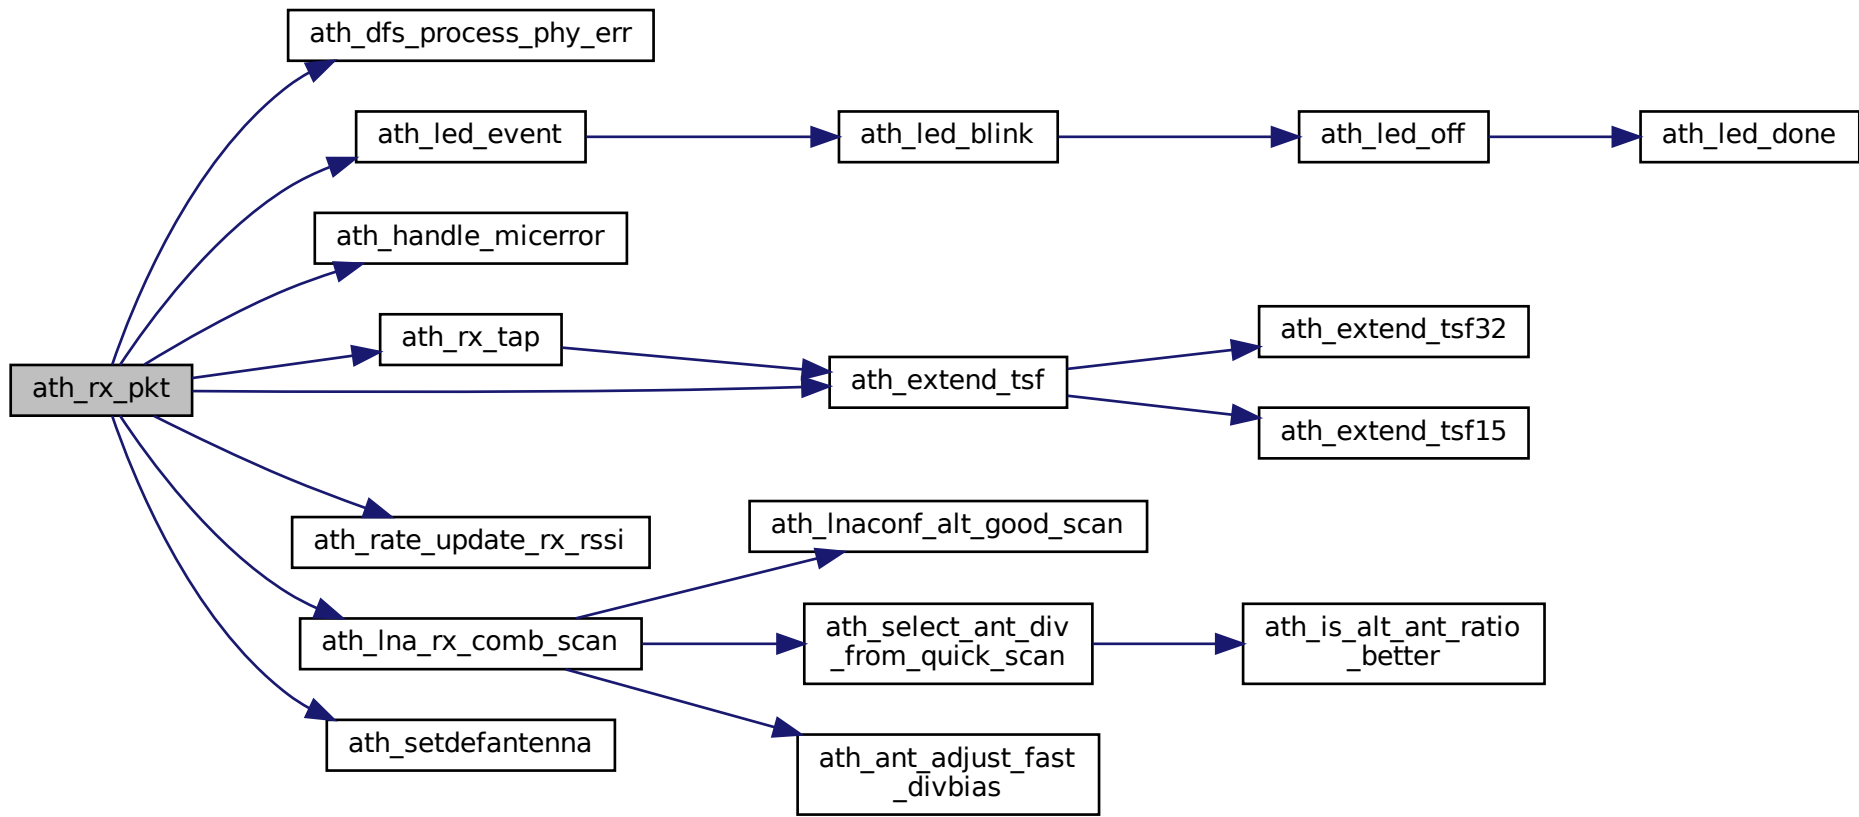 ath_dfs_process_phy_err
ath_led_event
ath_led_blink
ath_led_off
ath_led_done
ath_handle_micerror
ath_rx_tap
ath_extend_tsf32
ath_rx_pkt
ath_extend_tsf
ath_extend_tsf15
ath_rate_update_rx_rssi
ath_lnaconf_alt_good_scan
ath_lna_rx_comb_scan
ath_select_ant_div
_from_quick_scan
ath_is_alt_ant_ratio
_better
ath_setdefantenna
ath_ant_adjust_fast
_divbias